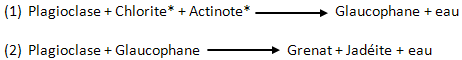 (1) Plagioclase + Chlorite* + Actinote* ⟶ Glaucophane + eau
(2) Plagioclase + Glaucophane ⟶ Grenat + Jadéite + eau